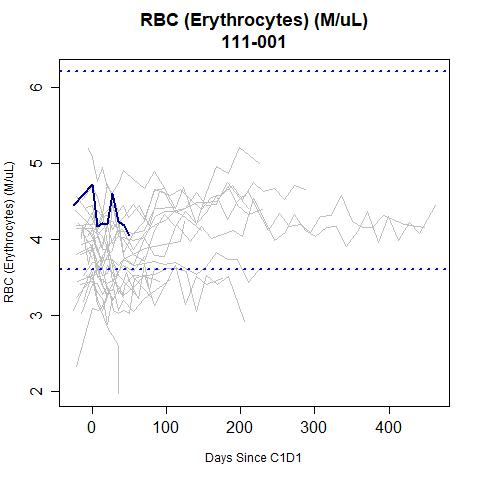 RBC (Erythrocytes) (M/uL)
111-001
RBC (Erythrocytes) (M/uL)
6
5
4
3
2
0 100 200 300 400
Days Since C1D1